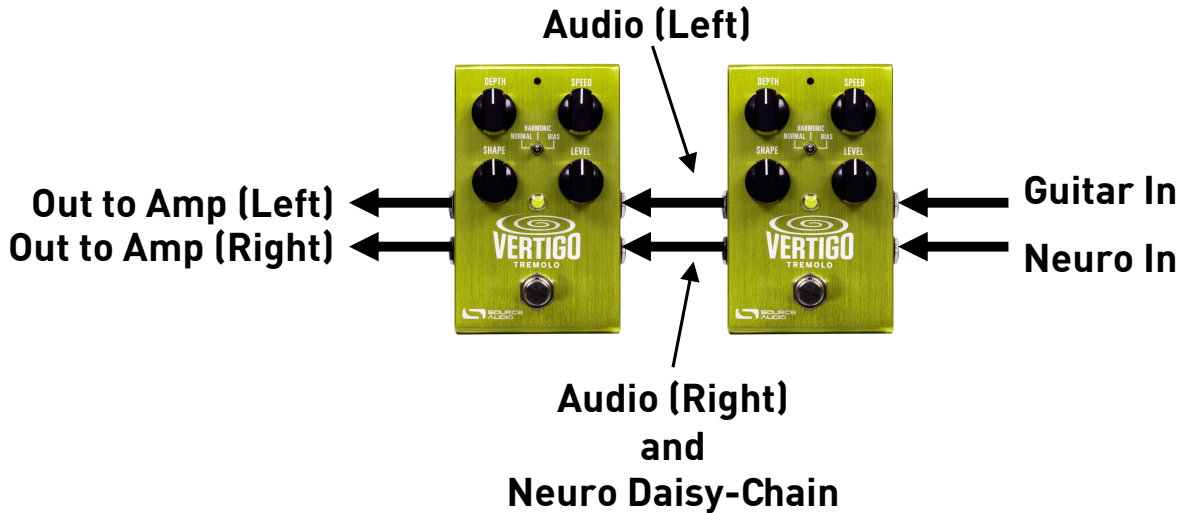 Audio (Left)
DEPTH SPEED
HARMONIC
NORMAL BIAS
SHAPE LEVEL
VERTIGO
TREMOLO
SOURCE
AUDIO
DEPTH SPEED
HARMONIC
NORMAL BIAS
SHAPE LEVEL
VERTIGO
TREMOLO
SOURCE
AUDIO
Out to Amp (Left)
Out to Amp (Right)
Guitar In
Neuro In
Audio (Right)
and
Neuro Daisy-Chain